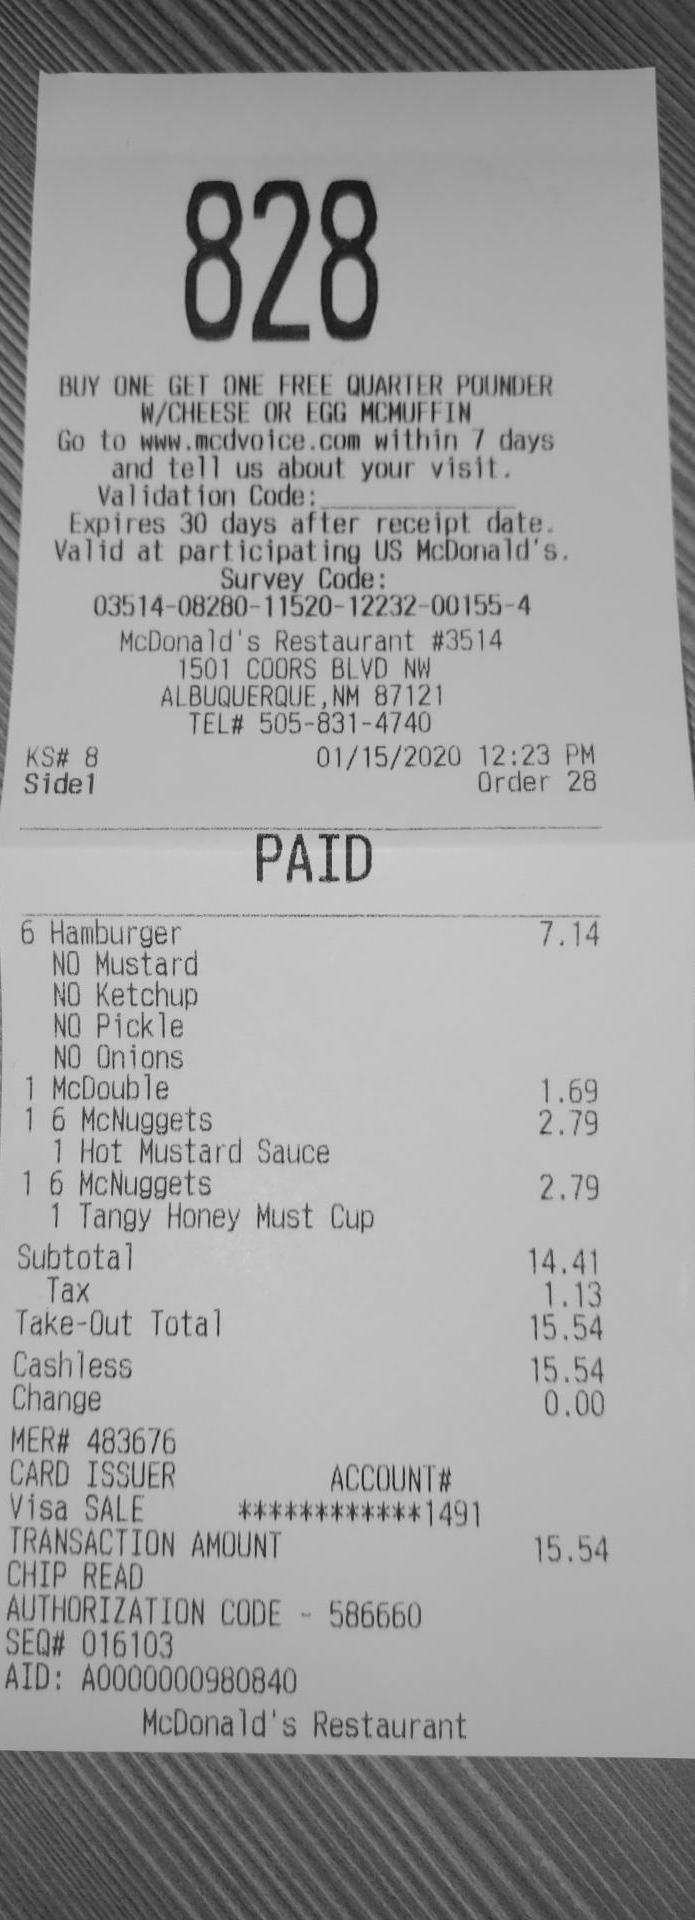 828
BUY ONE GET ONE FREE QUARTER POUNDER
W/CHEESE OR EGG MCMUFFIN
Go to www.mcdvoice.com within 7 days
and tell us about your visit.
Validation Code:____________
Expires 30 days after receipt date.
Valid at participating US McDonald's.
Survey Code:
03514-08280-11520-12232-00155-4
McDonald's Restaurant #3514
1501 COORS BLVD NW
ALBUQUERQUE,NM 87121
TEL# 505-831-4740
KS# 8 01/15/2020 12:23 PM
Side1 Order 28
PAID
6 Hamburger 7.14
NO Mustard
NO Ketchup
NO Pickle
NO Onions
1 McDouble 1.69
1 6 McNuggets 2.79
1 Hot Mustard Sauce
1 6 McNuggets 2.79
1 Tangy Honey Must Cup
Subtotal 14.41
Tax 1.13
Take-Out Total 15.54
Cashless 15.54
Change 0.00
MER# 483676
CARD ISSUER ACCOUNT#
Visa SALE ************1491
TRANSACTION AMOUNT 15.54
CHIP READ
AUTHORIZATION CODE - 586660
SEQ# 016103
AID: A0000000980840
McDonald's Restaurant